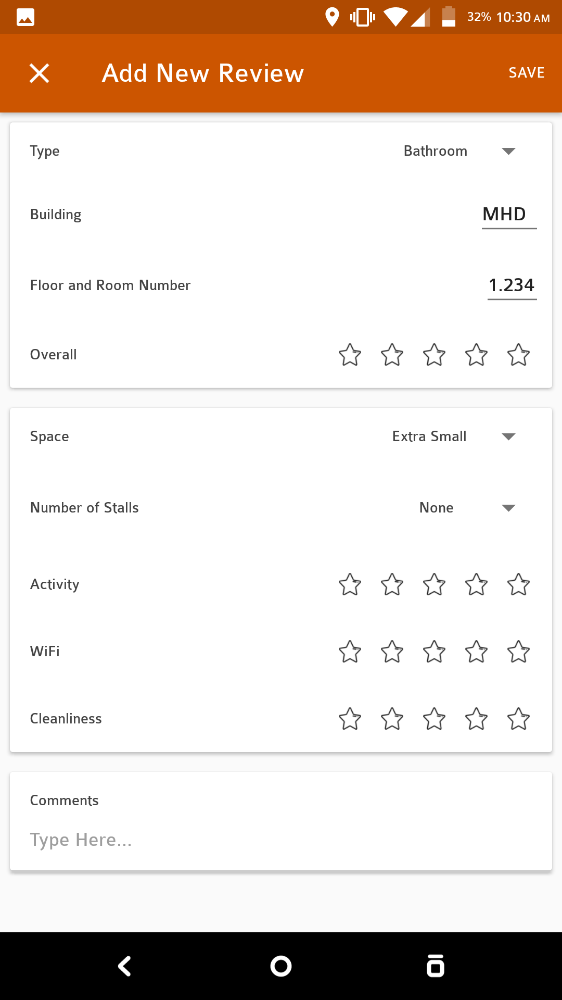 32% 10:30 AM
Add New Review SAVE
Type Bathroom
Building MHD
Floor and Room Number 1.234
Overall
Space Extra Small
Number of Stalls None
Activity
WiFi
Cleanliness
Comments
Type Here...